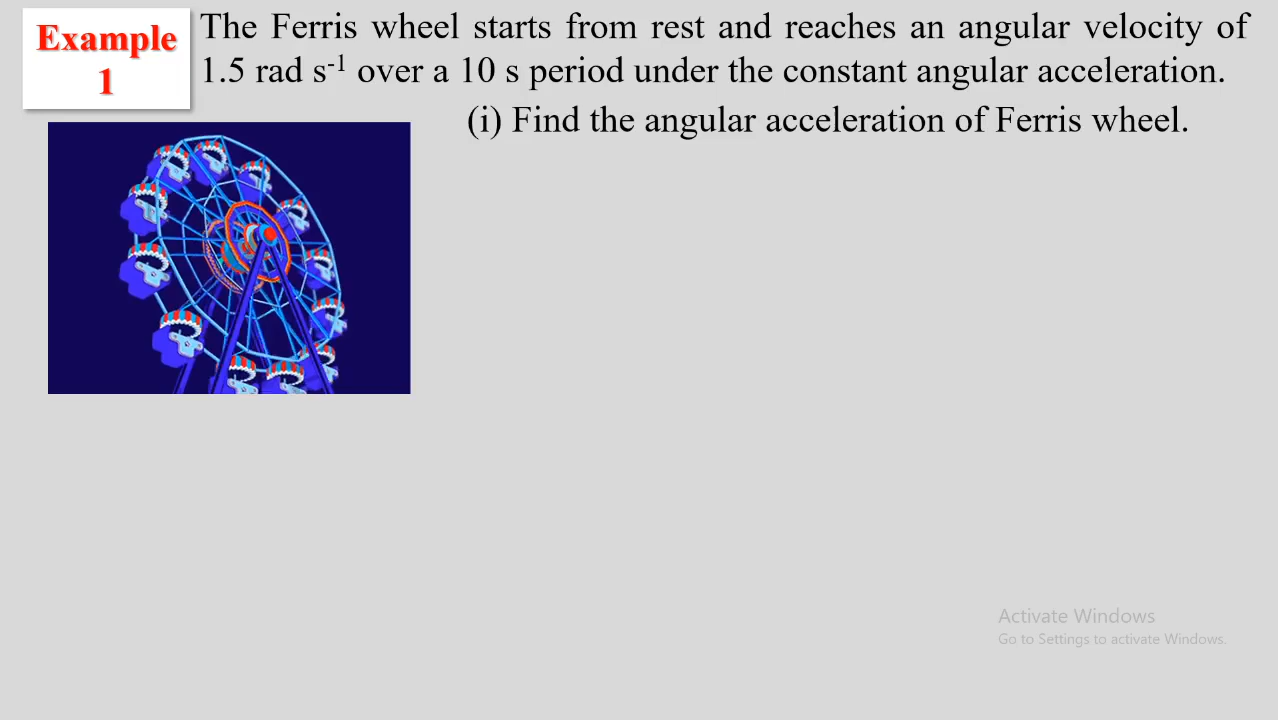 Example
1
The Ferris wheel starts from rest and reaches an angular velocity of
1.5 rad s⁻¹ over a 10 s period under the constant angular acceleration.
(i) Find the angular acceleration of Ferris wheel.
Activate Windows
Go to Settings to activate Windows.